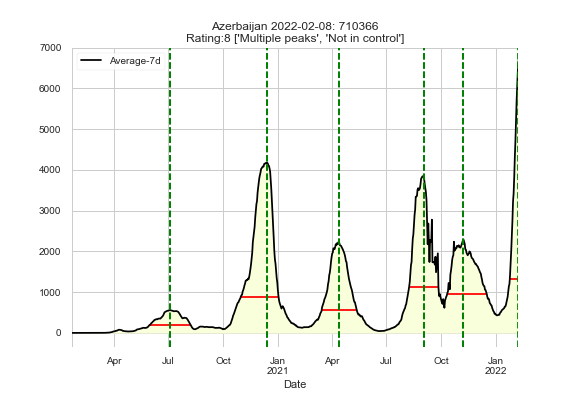 Azerbaijan 2022-02-08: 710366
Rating:8 ['Multiple peaks', 'Not in control']
Average-7d
7000
6000
5000
4000
3000
2000
1000
0
Apr Jul Oct Jan Apr Jul Oct Jan
2021 2022
Date